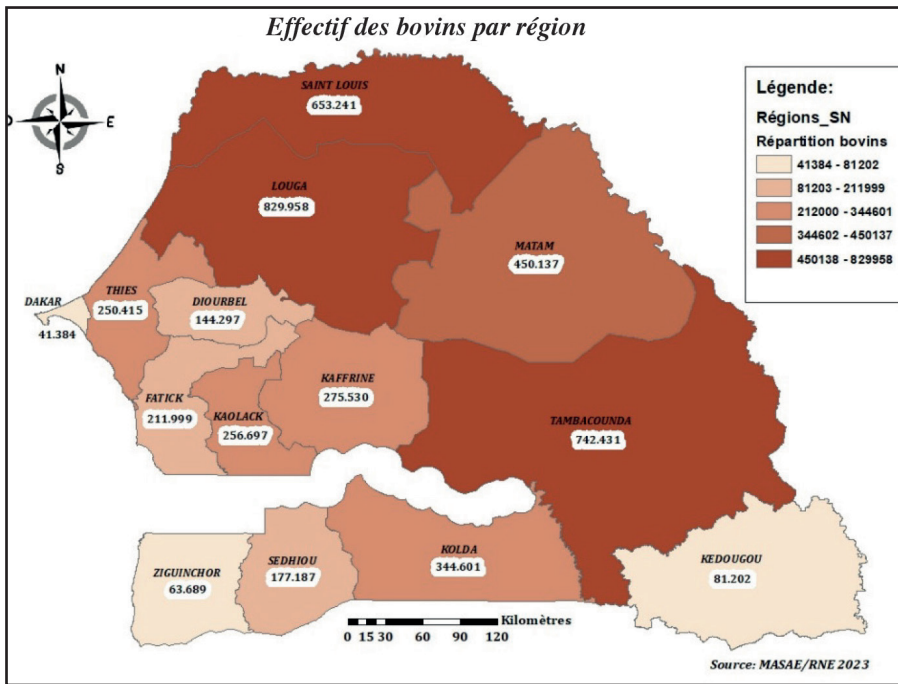 Effectif des bovins par région
N
E
S
SAINT LOUIS
653.241
LOUGA
829.958
MATAM
450.137
DAKAR
41.384
THIES
250.415
DIOURBEL
144.297
FATICK
211.999
KAOLACK
256.697
KAFFRINE
275.530
TAMBACOUNDA
742.431
ZIGUINCHOR
63.689
SEDHIOU
177.187
KOLDA
344.601
KEDOUGOU
81.202
Légende:
Régions_SN
Répartition bovins
41384 - 81202
81203 - 211999
212000 - 344601
344602 - 450137
450138 - 829958
Kilomètres
0 15 30 60 90 120
Source: MASAE/RNE 2023